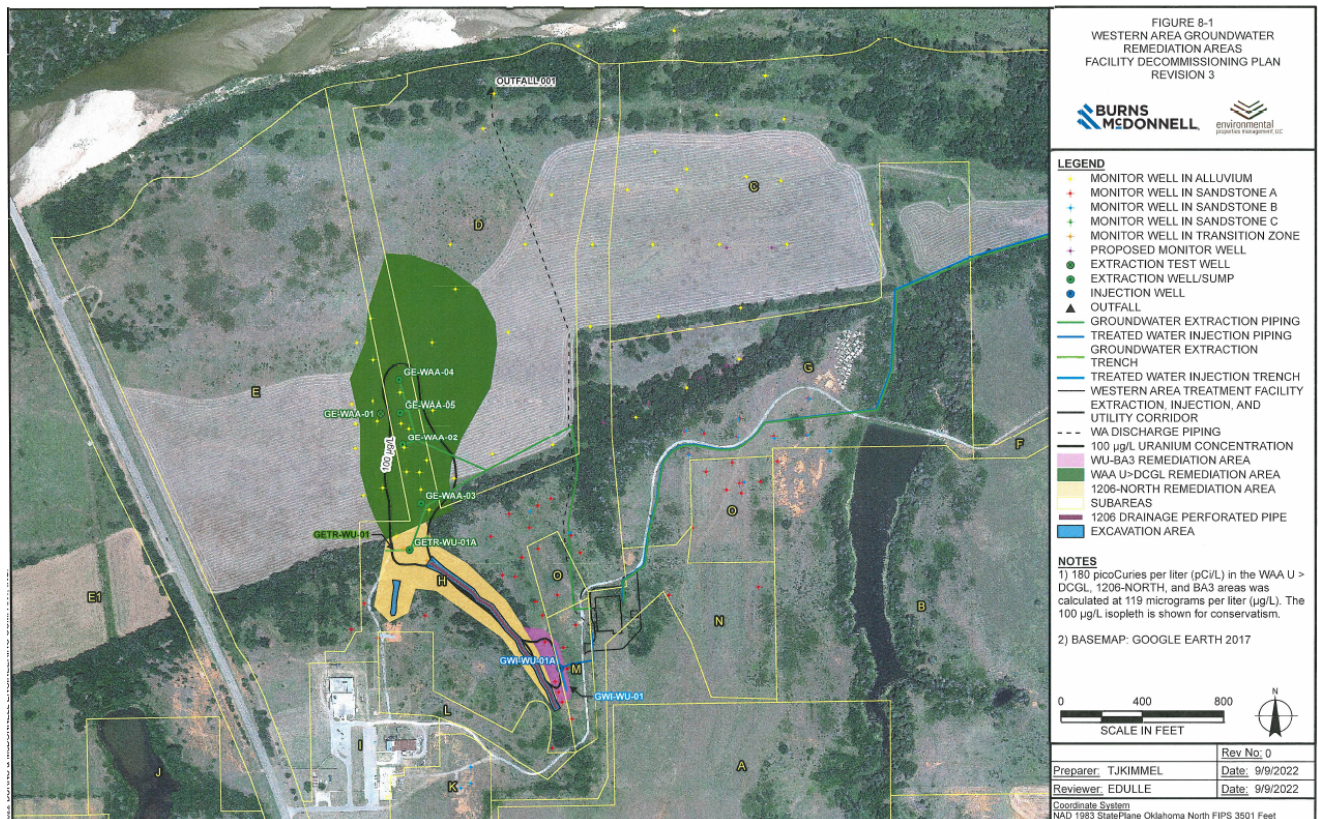 FIGURE 8-1
WESTERN AREA GROUNDWATER
REMEDIATION AREAS
FACILITY DECOMMISSIONING PLAN
REVISION 3
BURNS
McDONNELL
environmental
properties management, LLC
LEGEND
MONITOR WELL IN ALLUVIUM
MONITOR WELL IN SANDSTONE A
MONITOR WELL IN SANDSTONE B
MONITOR WELL IN SANDSTONE C
MONITOR WELL IN TRANSITION ZONE
PROPOSED MONITOR WELL
EXTRACTION TEST WELL
EXTRACTION WELL/SUMP
INJECTION WELL
OUTFALL
GROUNDWATER EXTRACTION PIPING
TREATED WATER INJECTION PIPING
GROUNDWATER EXTRACTION
TRENCH
TREATED WATER INJECTION TRENCH
WESTERN AREA TREATMENT FACILITY
EXTRACTION, INJECTION, AND
UTILITY CORRIDOR
WA DISCHARGE PIPING
100 µg/L URANIUM CONCENTRATION
WU-BA3 REMEDIATION AREA
WAA U>DCGL REMEDIATION AREA
1206-NORTH REMEDIATION AREA
SUBAREAS
1206 DRAINAGE PERFORATED PIPE
EXCAVATION AREA
NOTES
1) 180 picoCuries per liter (pCi/L) in the WAA U >
DCGL, 1206-NORTH, and BA3 areas was
calculated at 119 micrograms per liter (µg/L). The
100 µg/L isopleth is shown for conservatism.
2) BASEMAP: GOOGLE EARTH 2017
0 400 800
SCALE IN FEET
N
Rev No: 0
Preparer: TJKIMMEL
Date: 9/9/2022
Reviewer: EDULLE
Date: 9/9/2022
Coordinate System
NAD 1983 StatePlane Oklahoma North FIPS 3501 Feet
OUTFALL 001
C
D
E
G
F
GE-WAA-04
GE-WAA-01
GE-WAA-05
GE-WAA-02
100 µg/L
GE-WAA-03
GETR-WU-01
GETR-WU-01A
O
O
H
E1
N
B
GWI-WU-01A
M
GWI-WU-01
L
I
J
K
A